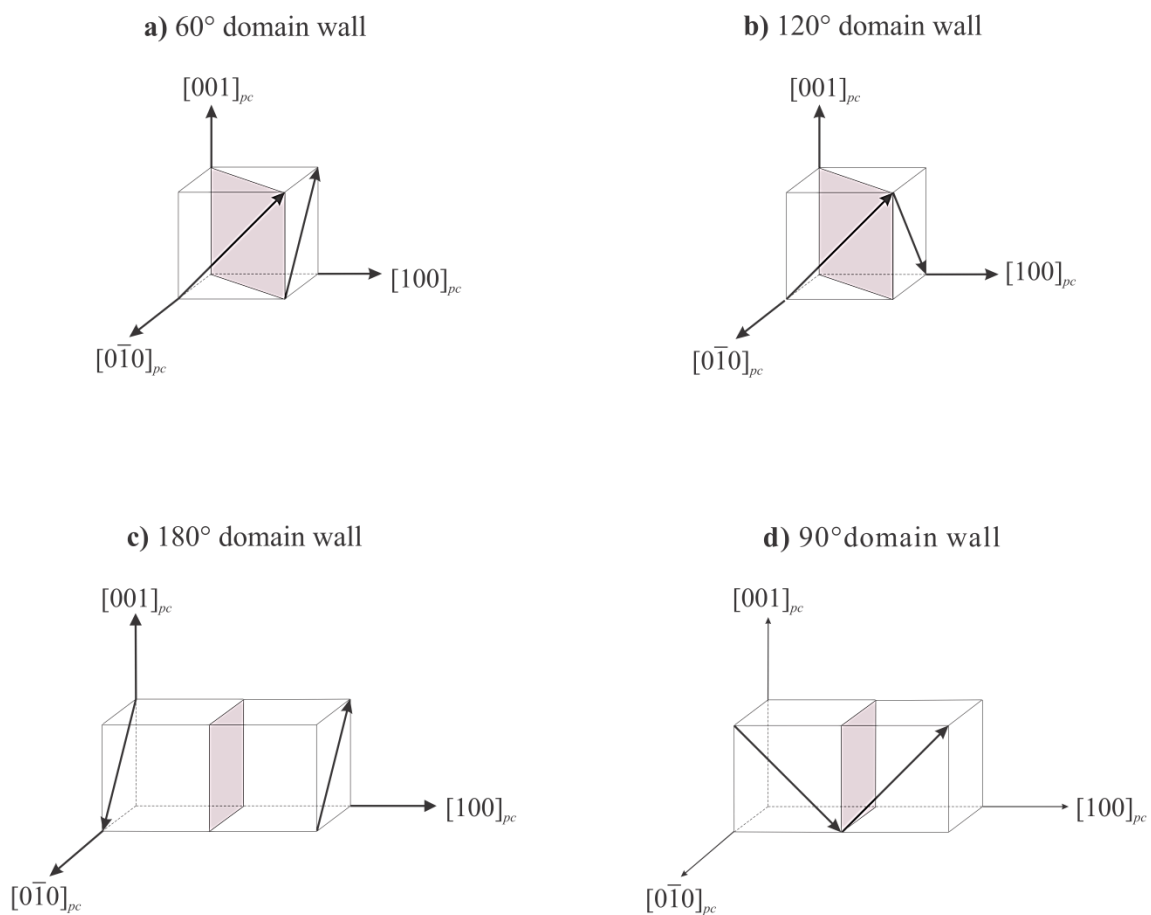 a) 60° domain wall
[001]pc
[100]pc
[01̅0]pc
b) 120° domain wall
[001]pc
[100]pc
[01̅0]pc
c) 180° domain wall
[001]pc
[100]pc
[01̅0]pc
d) 90°domain wall
[001]pc
[100]pc
[01̅0]pc